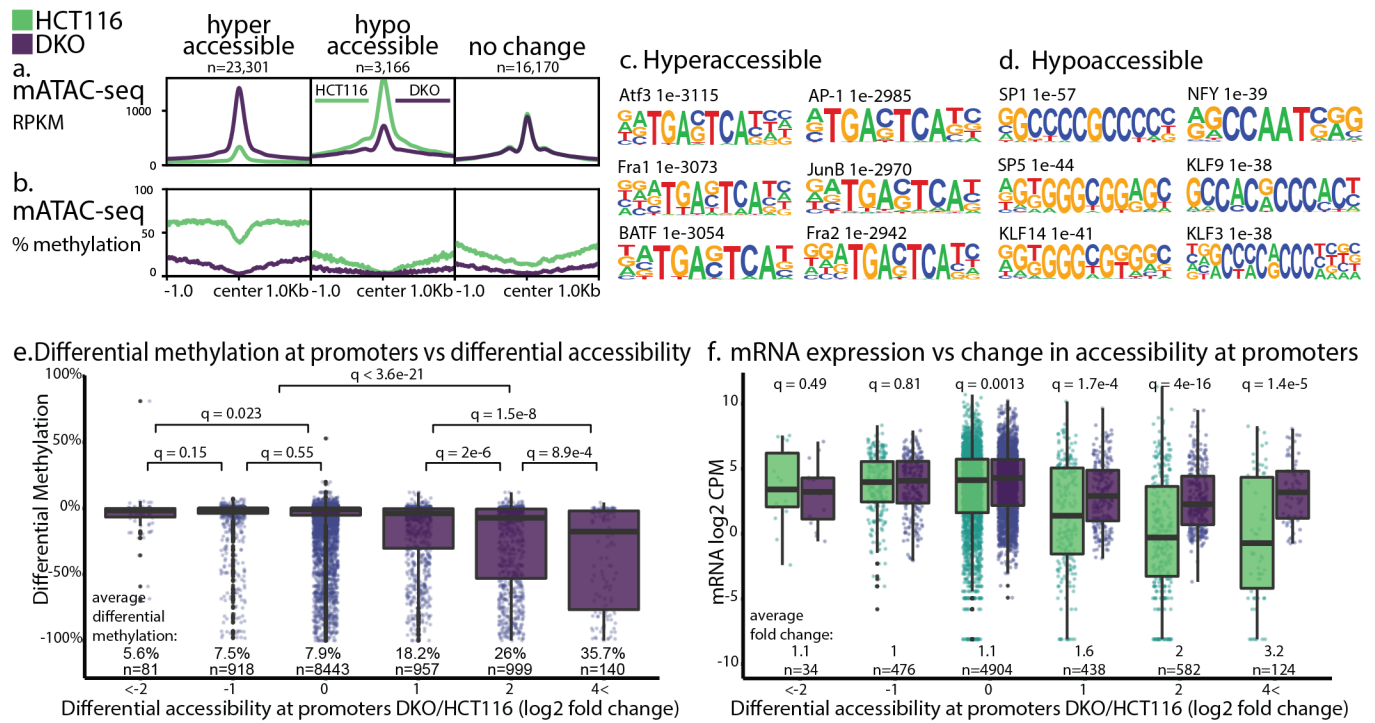 HCT116
DKO
hyper accessible
n=23,301
hypo accessible
n=3,166
no change
n=16,170
a.
mATAC-seq
RPKM
1000
0
HCT116
DKO
b.
mATAC-seq
% methylation
100
50
0
-1.0 center 1.0Kb -1.0 center 1.0Kb -1.0 center 1.0Kb
c. Hyperaccessible
Atf3 1e-3115
AP-1 1e-2985
Fra1 1e-3073
JunB 1e-2970
BATF 1e-3054
Fra2 1e-2942
d. Hypoaccessible
SP1 1e-57
NFY 1e-39
SP5 1e-44
KLF9 1e-38
KLF14 1e-41
KLF3 1e-38
e.Differential methylation at promoters vs differential accessibility
Differential Methylation
100%
50%
0%
-50%
-100%
q < 3.6e-21
q = 0.023
q = 1.5e-8
q = 0.15
q = 0.55
q = 2e-6
q = 8.9e-4
average
differential
methylation:
5.6% 7.5% 7.9% 18.2% 26% 35.7%
n=81 n=918 n=8443 n=957 n=999 n=140
<-2 -1 0 1 2 4<
Differential accessibility at promoters DKO/HCT116 (log2 fold change)
f. mRNA expression vs change in accessibility at promoters
mRNA log2 CPM
10
5
0
-5
-10
q = 0.49 q = 0.81 q = 0.0013 q = 1.7e-4 q = 4e-16 q = 1.4e-5
average
fold change:
1.1 1 1.1 1.6 2 3.2
n=34 n=476 n=4904 n=438 n=582 n=124
<-2 -1 0 1 2 4<
Differential accessibility at promoters DKO/HCT116 (log2 fold change)